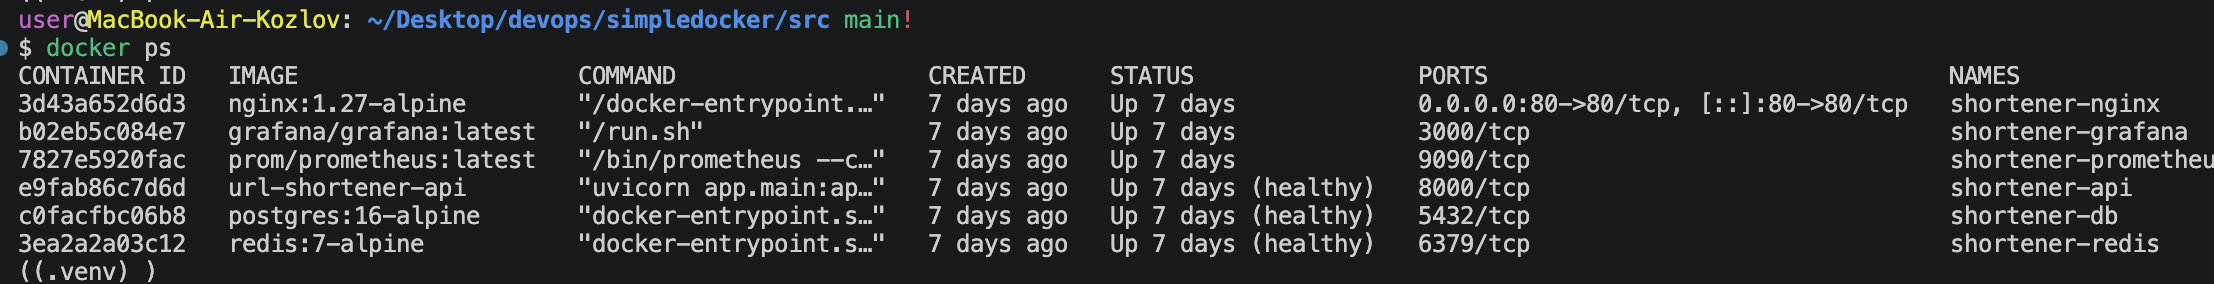 user@MacBook-Air-Kozlov: ~/Desktop/devops/simpledocker/src main!
$ docker ps
CONTAINER ID   IMAGE                    COMMAND                  CREATED      STATUS                PORTS                                 NAMES
3d43a652d6d3   nginx:1.27-alpine        "/docker-entrypoint.…"   7 days ago   Up 7 days             0.0.0.0:80->80/tcp, [::]:80->80/tcp   shortener-nginx
b02eb5c084e7   grafana/grafana:latest   "/run.sh"                7 days ago   Up 7 days             3000/tcp                              shortener-grafana
7827e5920fac   prom/prometheus:latest   "/bin/prometheus --c…"   7 days ago   Up 7 days             9090/tcp                              shortener-prometheu
e9fab86c7d6d   url-shortener-api        "uvicorn app.main:ap…"   7 days ago   Up 7 days (healthy)   8000/tcp                              shortener-api
c0facfbc06b8   postgres:16-alpine       "docker-entrypoint.s…"   7 days ago   Up 7 days (healthy)   5432/tcp                              shortener-db
3ea2a2a03c12   redis:7-alpine           "docker-entrypoint.s…"   7 days ago   Up 7 days (healthy)   6379/tcp                              shortener-redis
((.venv) )